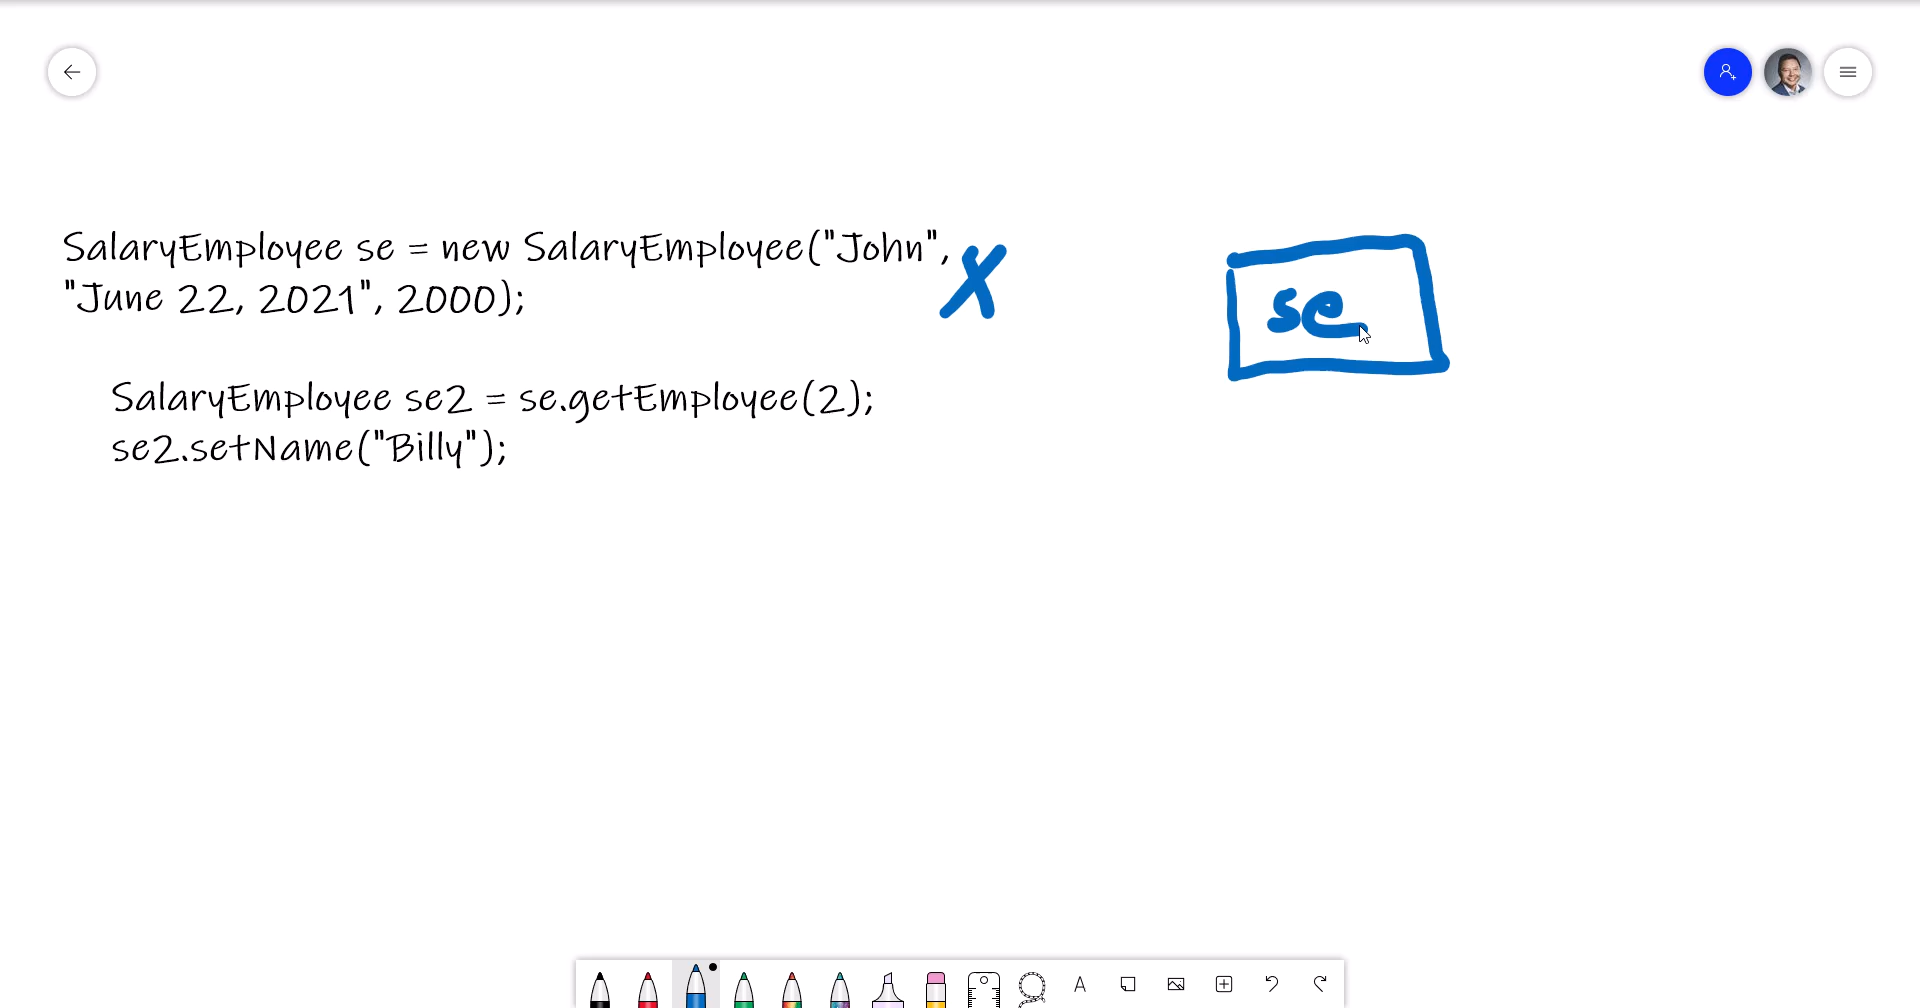 SalaryEmployee se = new SalaryEmployee("John",
"June 22, 2021", 2000);
X
se
SalaryEmployee se2 = se.getEmployee(2);
se2.setName("Billy");
A